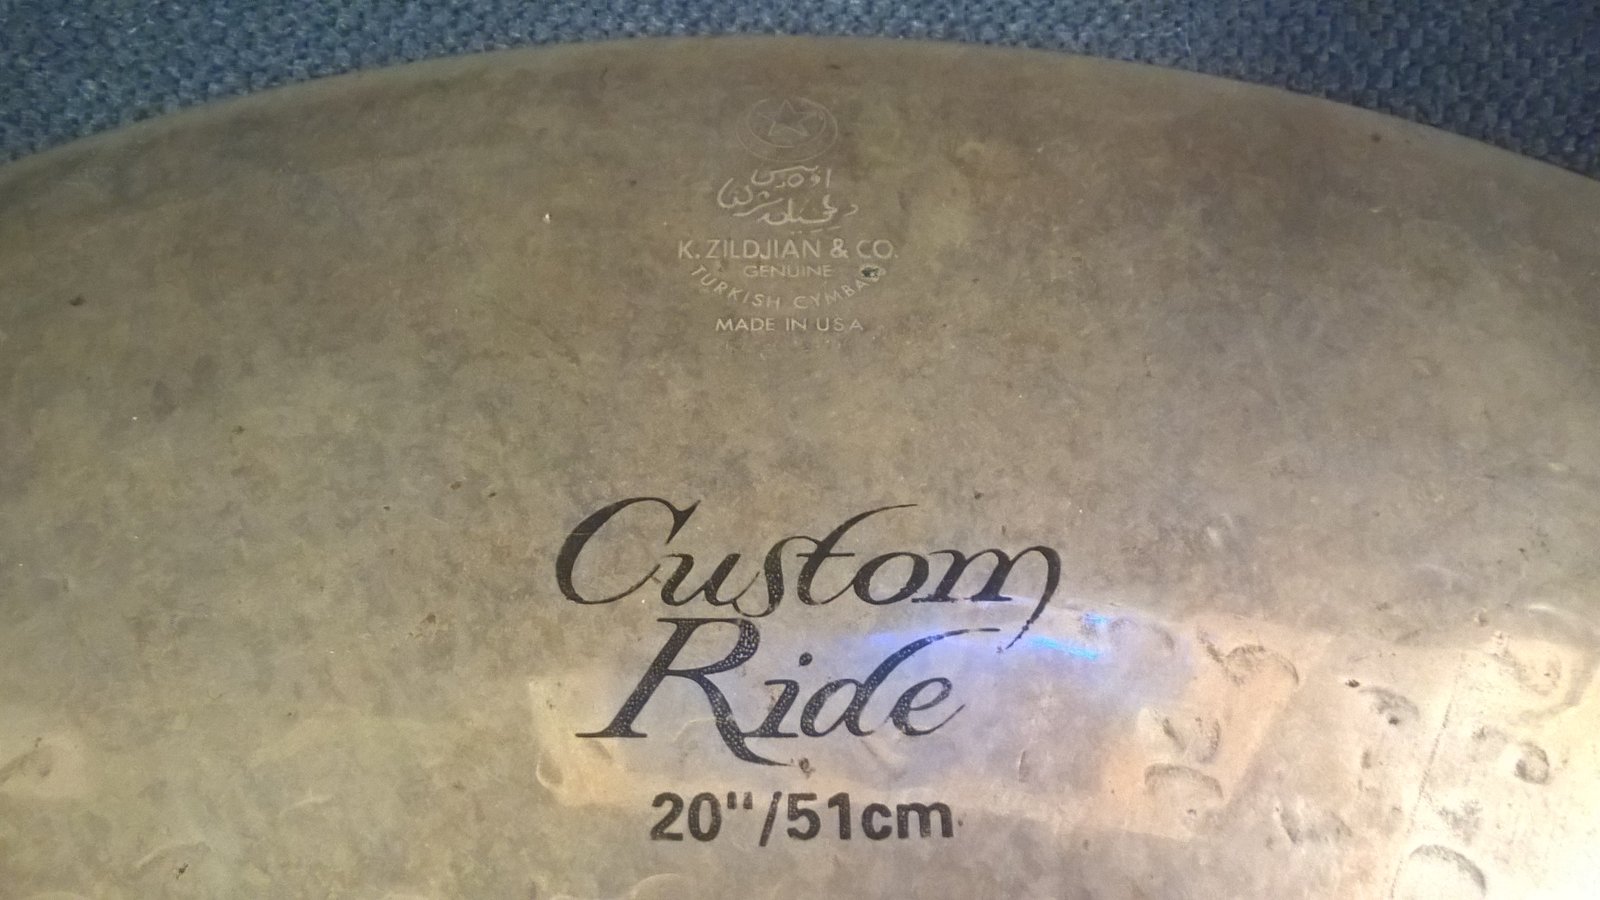 K. ZILDJIAN & CO.
GENUINE
TURKISH CYMBALS
MADE IN USA
Custom
Ride
20"/51cm